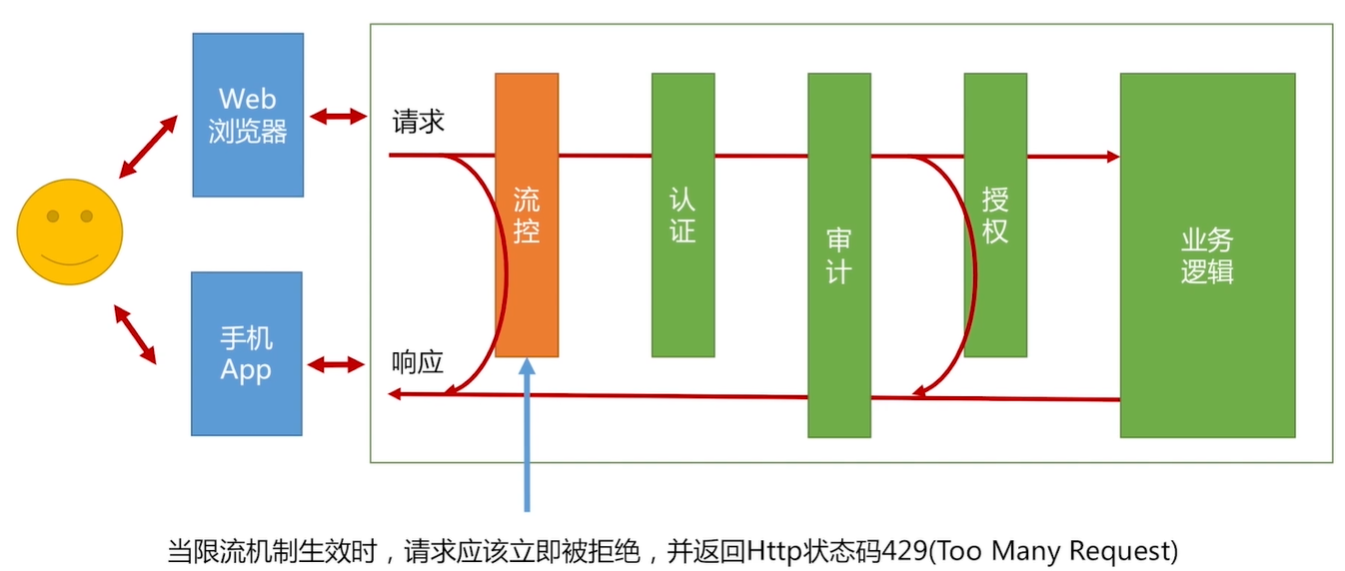 Web
浏览器
请求
流
控
认
证
审
计
授
权
业务
逻辑
手机
App
响应
当限流机制生效时，请求应该立即被拒绝，并返回Http状态码429(Too Many Request)